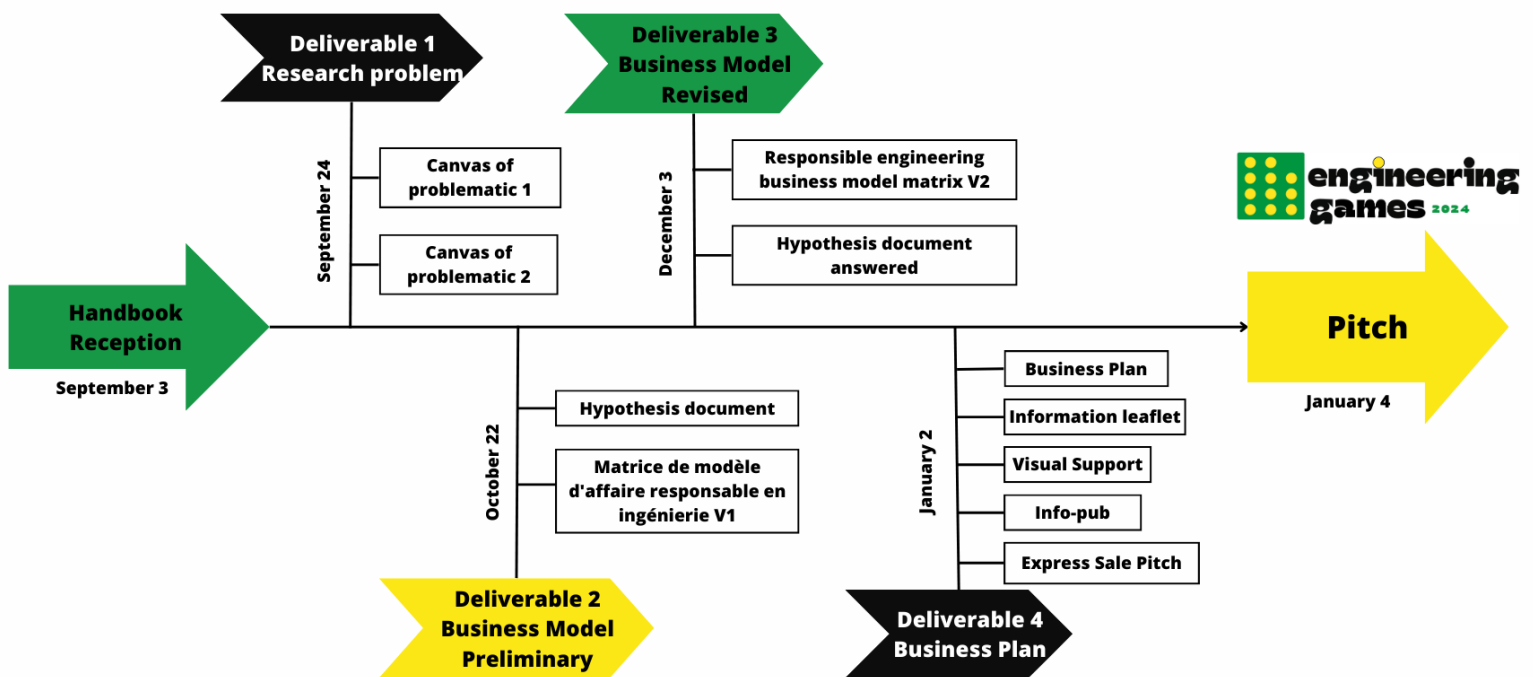 Deliverable 1
Research problem
September 24
Canvas of
problematic 1
Canvas of
problematic 2
Deliverable 3
Business Model
Revised
December 3
Responsible engineering
business model matrix V2
Hypothesis document
answered
engineering
games 2024
Handbook
Reception
September 3
Pitch
January 4
October 22
Hypothesis document
Matrice de modèle
d'affaire responsable en
ingénierie V1
Deliverable 2
Business Model
Preliminary
January 2
Business Plan
Information leaflet
Visual Support
Info-pub
Express Sale Pitch
Deliverable 4
Business Plan